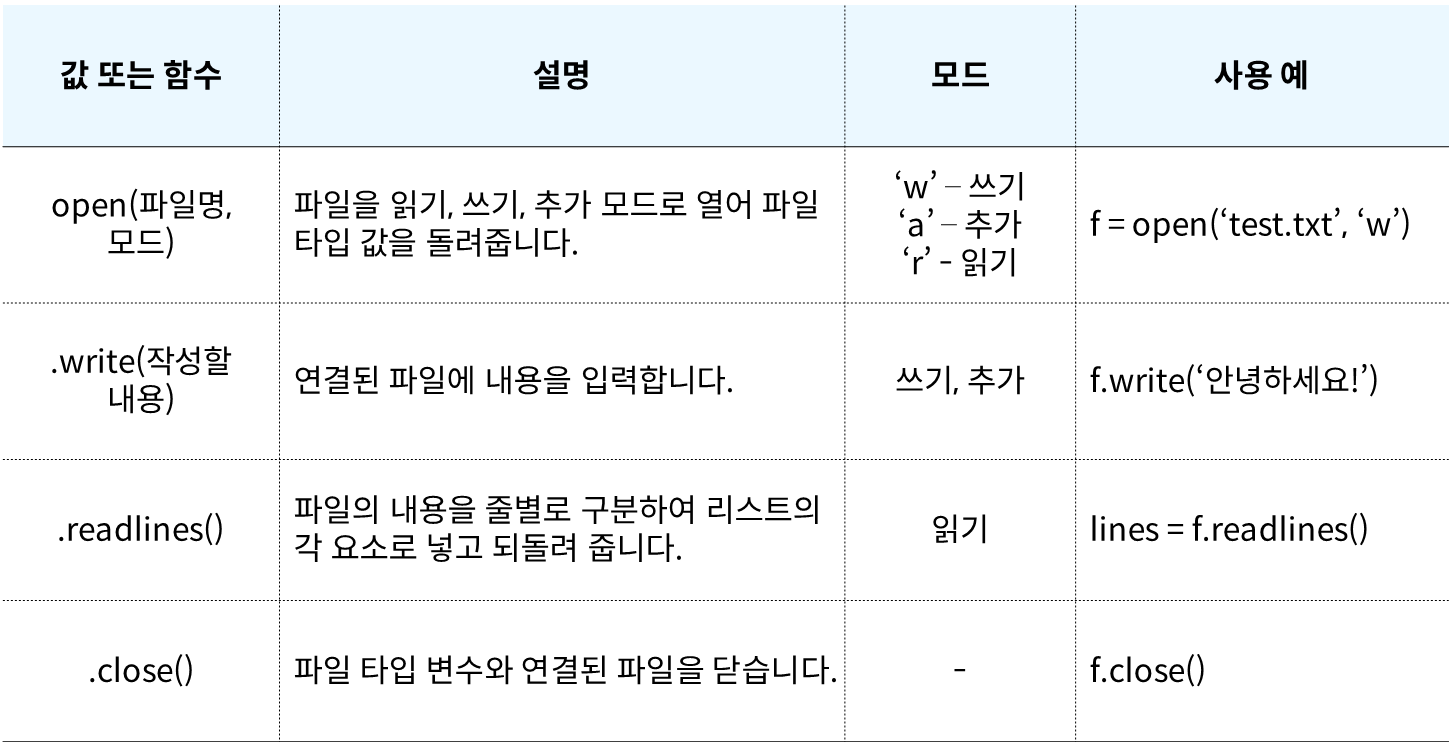 값 또는 함수
설명
모드
사용 예
open(파일명,
모드)
파일을 읽기, 쓰기, 추가 모드로 열어 파일
타입 값을 돌려줍니다.
‘w’ – 쓰기
‘a’ – 추가
‘r’ - 읽기
f = open(‘test.txt’, ‘w’)
.write(작성할
내용)
연결된 파일에 내용을 입력합니다.
쓰기, 추가
f.write(‘안녕하세요!’)
.readlines()
파일의 내용을 줄별로 구분하여 리스트의
각 요소로 넣고 되돌려 줍니다.
읽기
lines = f.readlines()
.close()
파일 타입 변수와 연결된 파일을 닫습니다.
-
f.close()